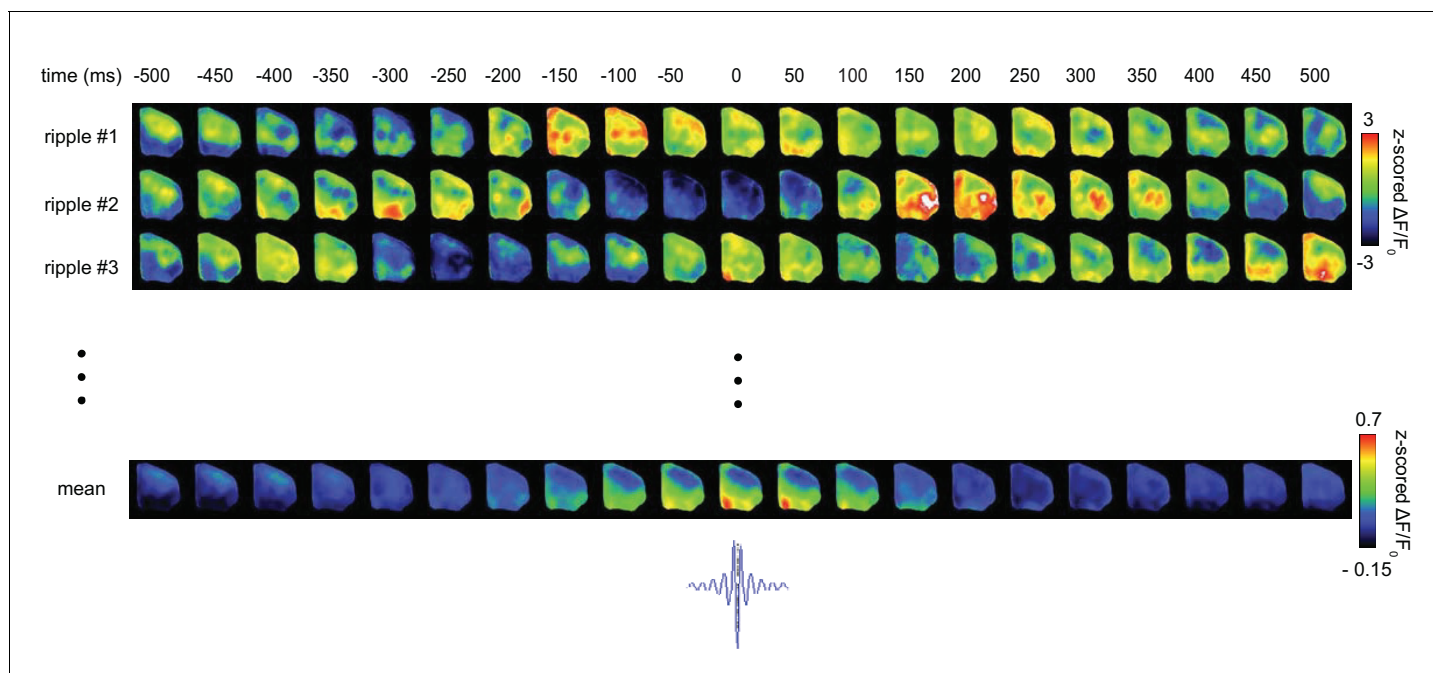 time (ms) -500 -450 -400 -350 -300 -250 -200 -150 -100 -50 0 50 100 150 200 250 300 350 400 450 500
ripple #1
ripple #2
ripple #3
3
z-scored ΔF/F₀
-3
mean
0.7
z-scored ΔF/F₀
- 0.15